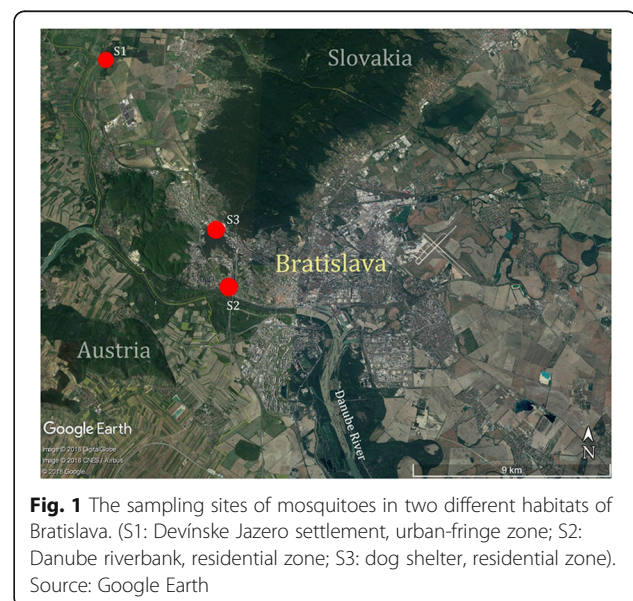 S1
Slovakia
S3
Bratislava
S2
Austria
Danube River
Google Earth
Image © 2018 DigitalGlobe
Image © 2018 CNES / Airbus
© 2018 Google
N
9 km
Fig. 1 The sampling sites of mosquitoes in two different habitats of
Bratislava. (S1: Devínske Jazero settlement, urban-fringe zone; S2:
Danube riverbank, residential zone; S3: dog shelter, residential zone).
Source: Google Earth